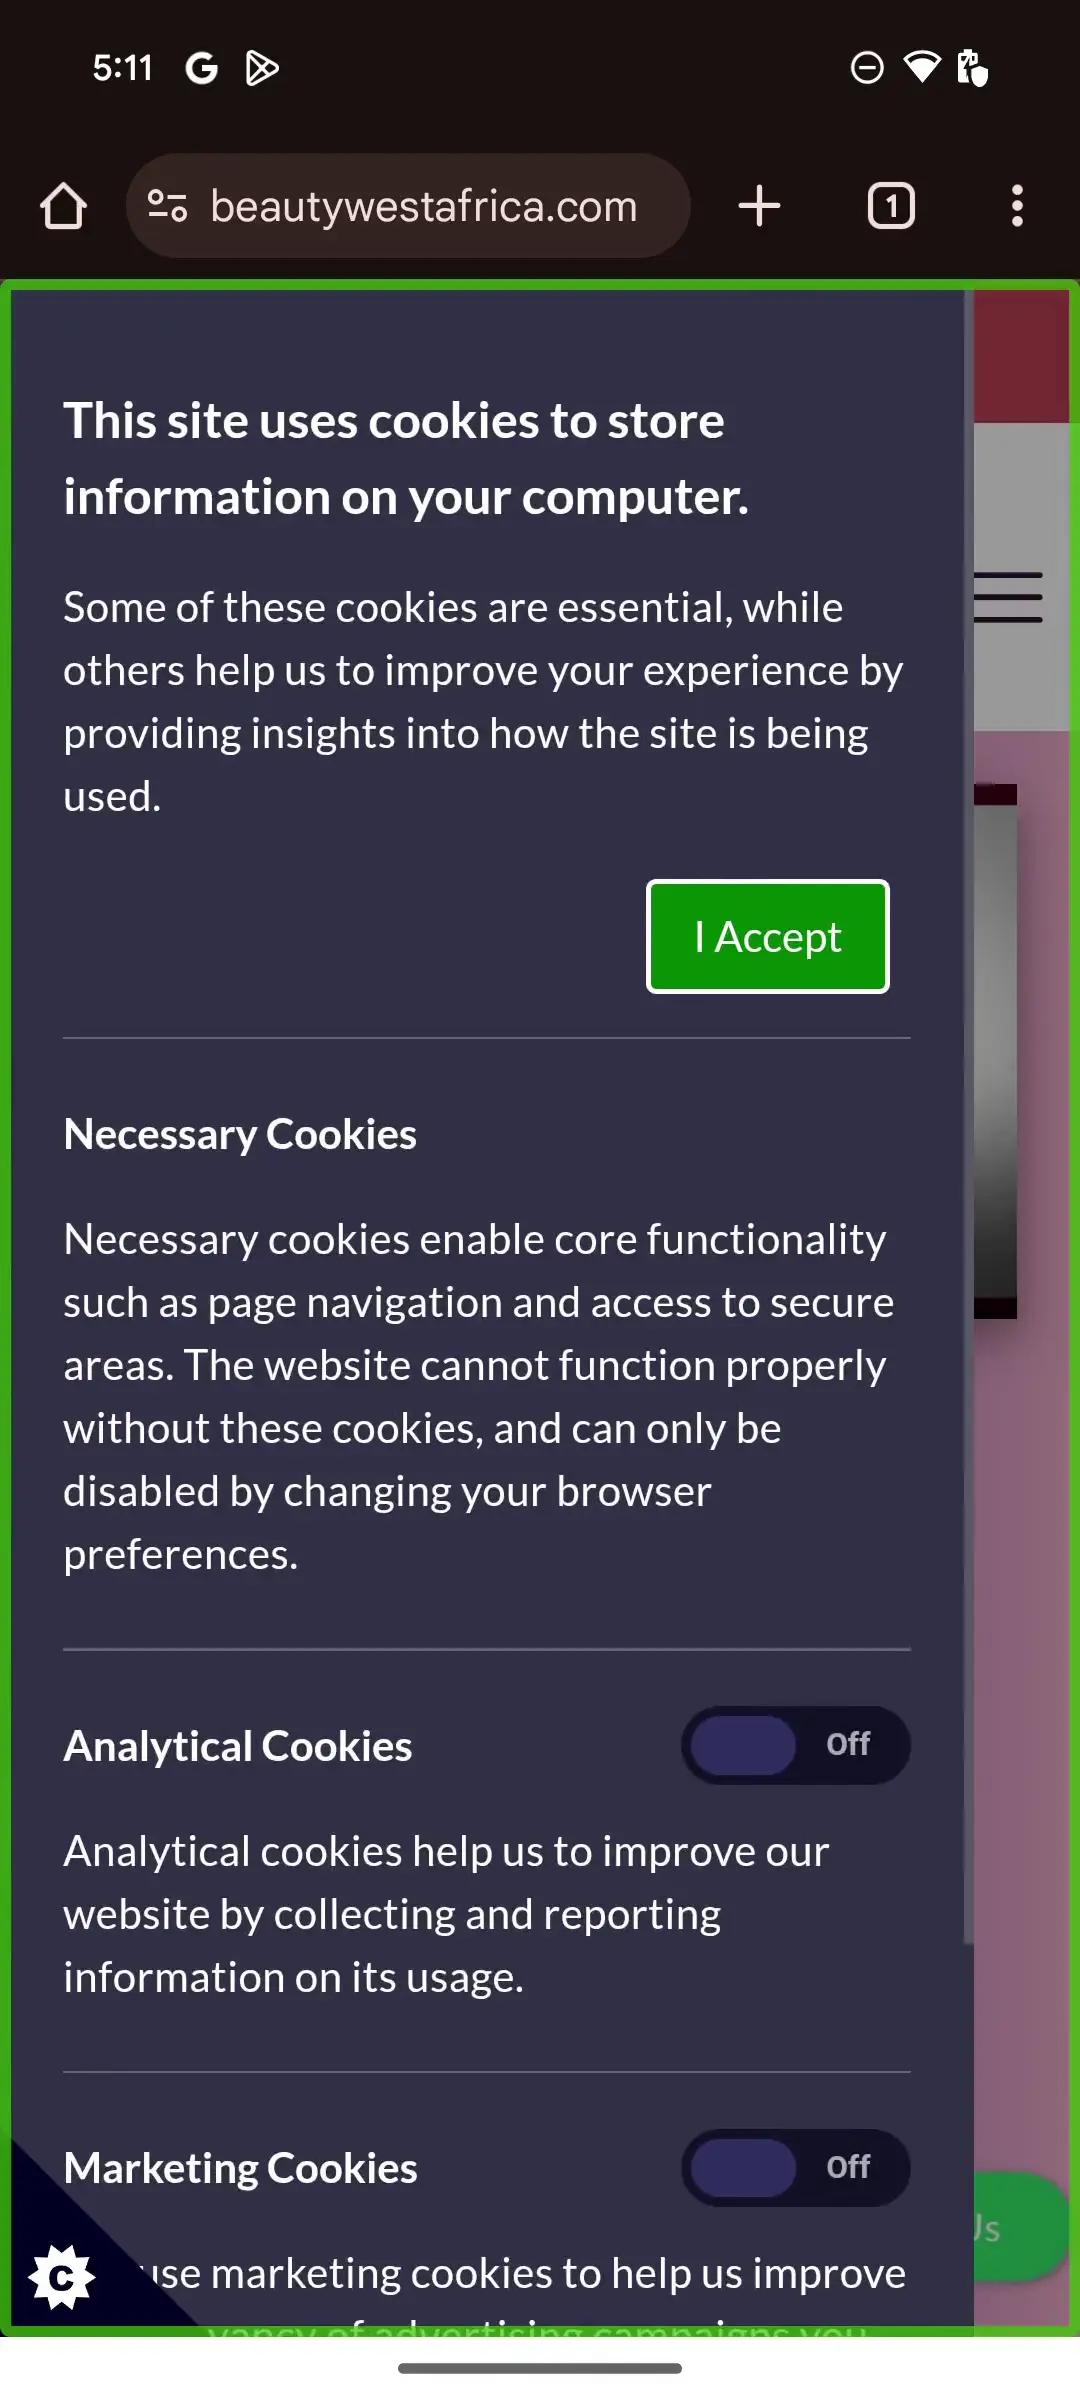 5:11
beautywestafrica.com
1
This site uses cookies to store
information on your computer.
Some of these cookies are essential, while
others help us to improve your experience by
providing insights into how the site is being
used.
I Accept
Necessary Cookies
Necessary cookies enable core functionality
such as page navigation and access to secure
areas. The website cannot function properly
without these cookies, and can only be
disabled by changing your browser
preferences.
Analytical Cookies
Off
Analytical cookies help us to improve our
website by collecting and reporting
information on its usage.
Marketing Cookies
Off
Us
use marketing cookies to help us improve
of advertising campaigns you